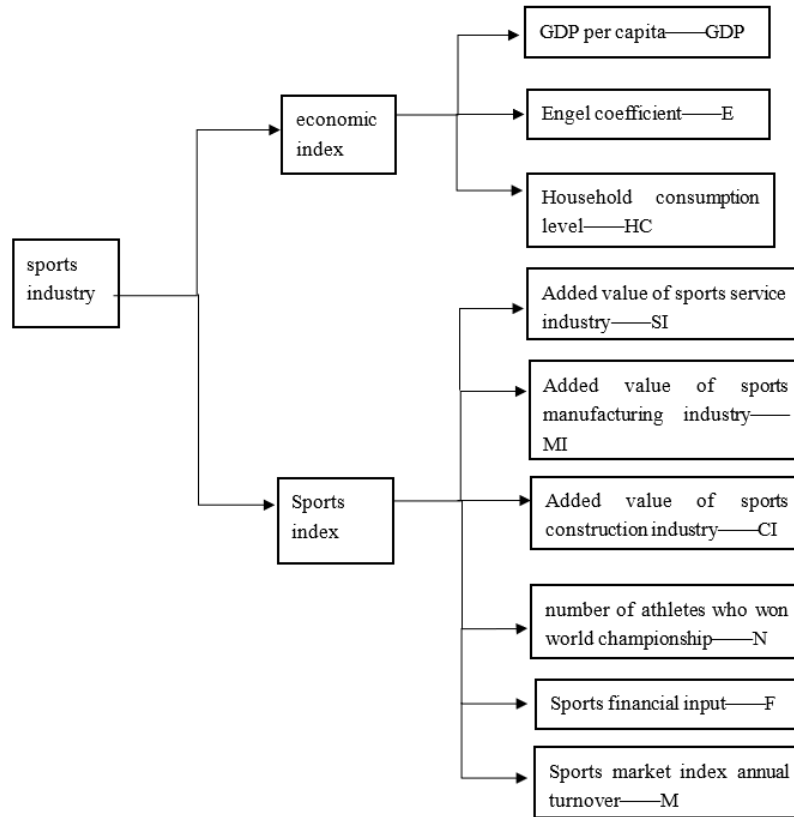 GDP per capita——GDP
economic
index
Engel coefficient——E
Household consumption
level——HC
sports
industry
Added value of sports service
industry——SI
Added value of sports
manufacturing industry——
MI
Sports
index
Added value of sports
construction industry——CI
number of athletes who won
world championship——N
Sports financial input——F
Sports market index annual
turnover——M